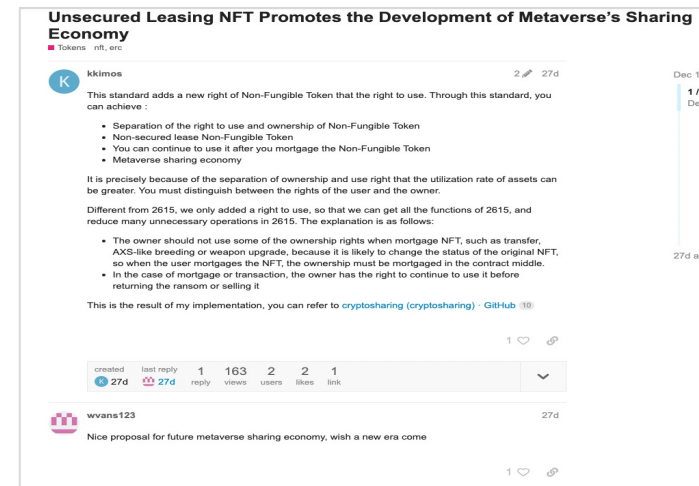 Unsecured Leasing NFT Promotes the Development of Metaverse's Sharing
Economy
Tokens nft, erc
K
kkimos
2 27d
This standard adds a new right of Non-Fungible Token that the right to use. Through this standard, you
can achieve :
• Separation of the right to use and ownership of Non-Fungible Token
• Non-secured lease Non-Fungible Token
• You can continue to use it after you mortgage the Non-Fungible Token
• Metaverse sharing economy
It is precisely because of the separation of ownership and use right that the utilization rate of assets can
be greater. You must distinguish between the rights of the user and the owner.
Different from 2615, we only added a right to use, so that we can get all the functions of 2615, and
reduce many unnecessary operations in 2615. The explanation is as follows:
• The owner should not use some of the ownership rights when mortgage NFT, such as transfer,
AXS-like breeding or weapon upgrade, because it is likely to change the status of the original NFT,
so when the user mortgages the NFT, the ownership must be mortgaged in the contract middle.
• In the case of mortgage or transaction, the owner has the right to continue to use it before
returning the ransom or selling it
This is the result of my implementation, you can refer to cryptosharing (cryptosharing) · GitHub 10
1
created last reply 1 163 2 2 1
K 27d 27d reply views users likes link
wvans123
27d
Nice proposal for future metaverse sharing economy, wish a new era come
1
Dec 1
1 /
De
27d a